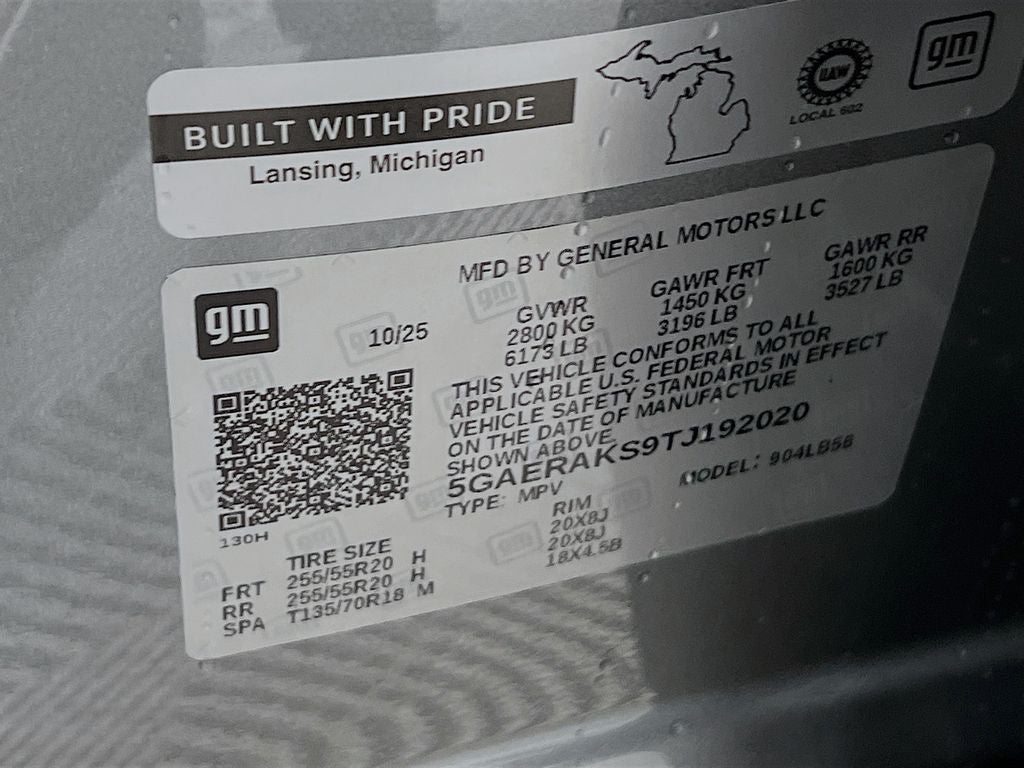 BUILT WITH PRIDE
Lansing, Michigan
UAW
LOCAL 602
gm
MFD BY GENERAL MOTORS LLC
gm
10/25
GVWR GAWR FRT GAWR RR
2800 KG 1450 KG 1600 KG
6173 LB 3196 LB 3527 LB
THIS VEHICLE CONFORMS TO ALL
APPLICABLE U.S. FEDERAL MOTOR
VEHICLE SAFETY STANDARDS IN EFFECT
ON THE DATE OF MANUFACTURE
SHOWN ABOVE.
5GAERAKS9TJ192020
TYPE: MPV MODEL: 904LB56
130H
TIRE SIZE RIM
FRT 255/55R20 H 20X8J
RR 255/55R20 H 20X8J
SPA T135/70R18 M 18X4.5B